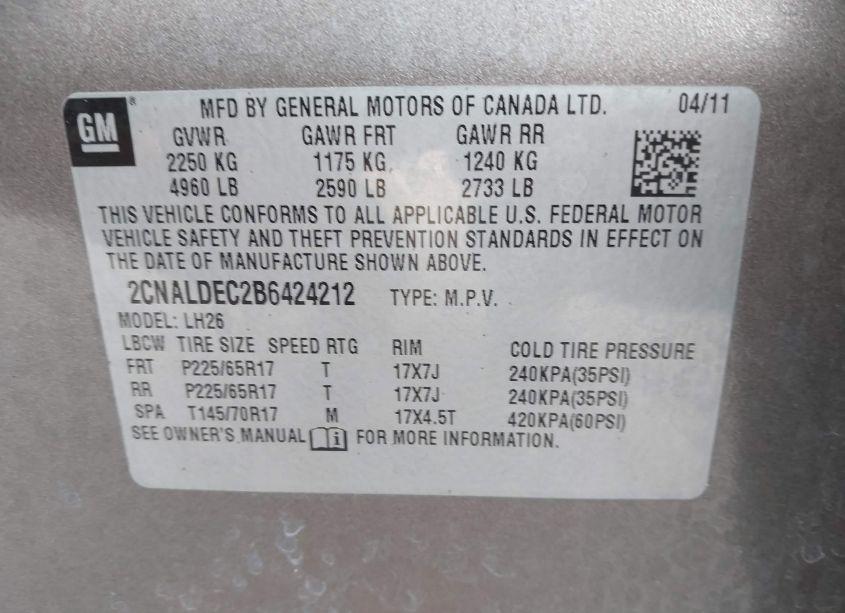 GM
®
MFD BY GENERAL MOTORS OF CANADA LTD. 04/11
GVWR GAWR FRT GAWR RR
2250 KG 1175 KG 1240 KG
4960 LB 2590 LB 2733 LB
THIS VEHICLE CONFORMS TO ALL APPLICABLE U.S. FEDERAL MOTOR
VEHICLE SAFETY AND THEFT PREVENTION STANDARDS IN EFFECT ON
THE DATE OF MANUFACTURE SHOWN ABOVE.
2CNALDEC2B6424212 TYPE: M.P.V.
MODEL: LH26
LBCW TIRE SIZE SPEED RTG RIM COLD TIRE PRESSURE
FRT P225/65R17 T 17X7J 240KPA(35PSI)
RR P225/65R17 T 17X7J 240KPA(35PSI)
SPA T145/70R17 M 17X4.5T 420KPA(60PSI)
SEE OWNER'S MANUAL i FOR MORE INFORMATION.